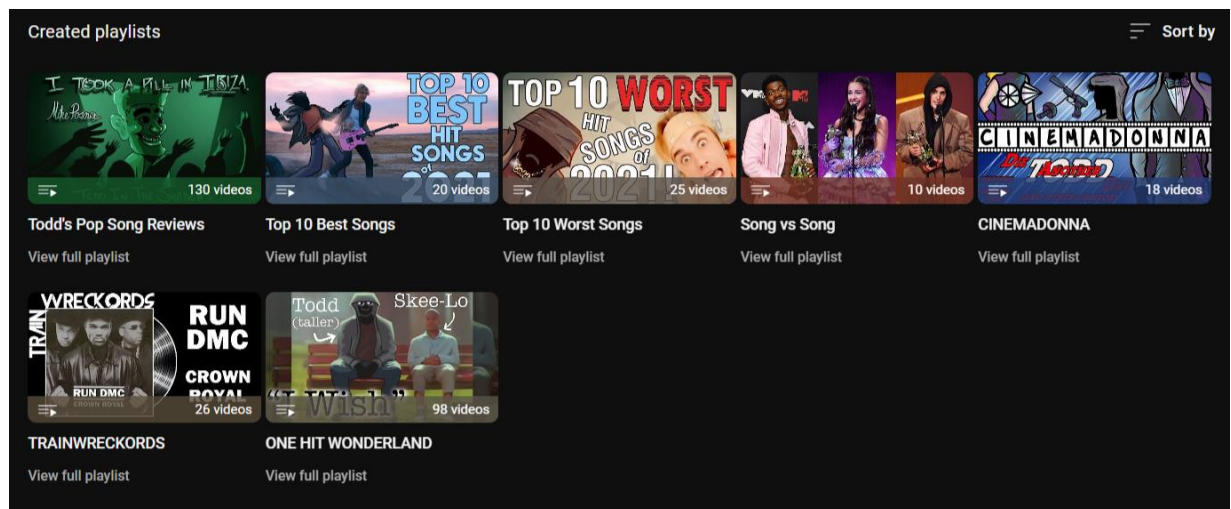 Created playlists
Sort by
I TOOK A PILL IN IBIZA
Mike Posner
130 videos
TOP 10
BEST
HIT
SONGS
of
2021
20 videos
TOP 10 WORST
HIT
SONGS
of
2021!
25 videos
10 videos
CINEMADONNA
18 videos
Todd's Pop Song Reviews
Top 10 Best Songs
Top 10 Worst Songs
Song vs Song
CINEMADONNA
View full playlist
View full playlist
View full playlist
View full playlist
View full playlist
TRAIN
WRECKORDS
RUN
DMC
CROWN
ROYAL
RUN DMC
CROWN ROYAL
26 videos
Todd
(taller)
Skee-Lo
Wish"
98 videos
TRAINWRECKORDS
ONE HIT WONDERLAND
View full playlist
View full playlist